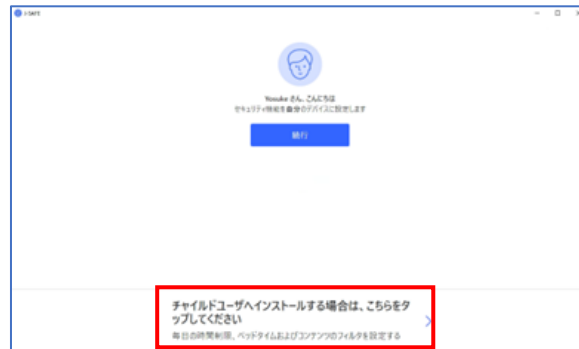 i-SAFE
Yosuke さん、こんにちは
セキュリティ機能を自分のデバイスに設定します
続行
チャイルドユーザへインストールする場合は、こちらをタ
ップしてください
毎日の時間制限、ベッドタイムおよびコンテンツのフィルタを設定する